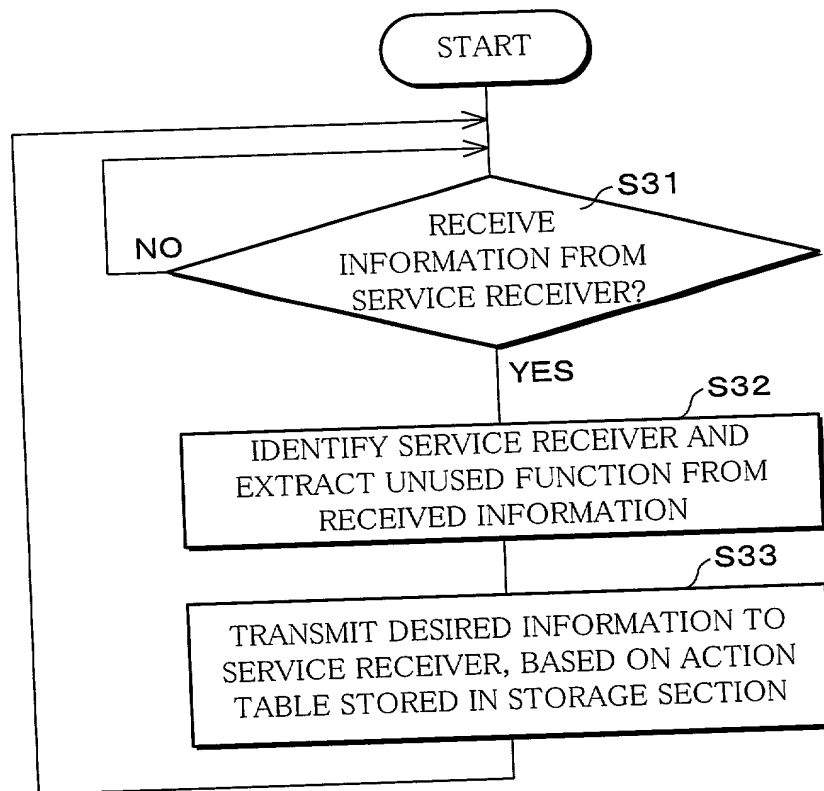 START
S31
RECEIVE
INFORMATION FROM
SERVICE RECEIVER?
NO
YES
S32
IDENTIFY SERVICE RECEIVER AND
EXTRACT UNUSED FUNCTION FROM
RECEIVED INFORMATION
S33
TRANSMIT DESIRED INFORMATION TO
SERVICE RECEIVER, BASED ON ACTION
TABLE STORED IN STORAGE SECTION